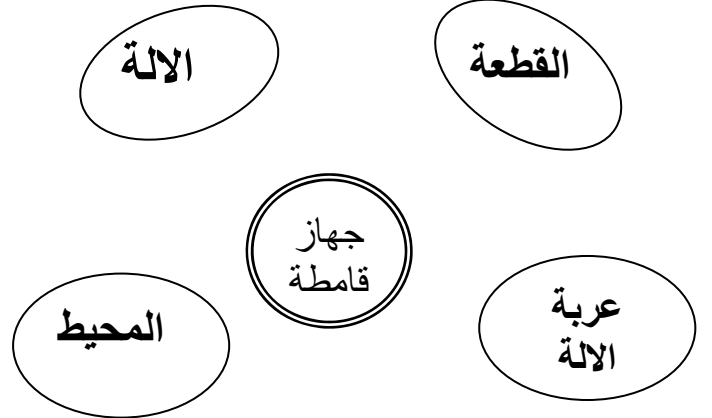 القطعة
الالة
جهاز
قامطة
عربة
الالة
المحيط